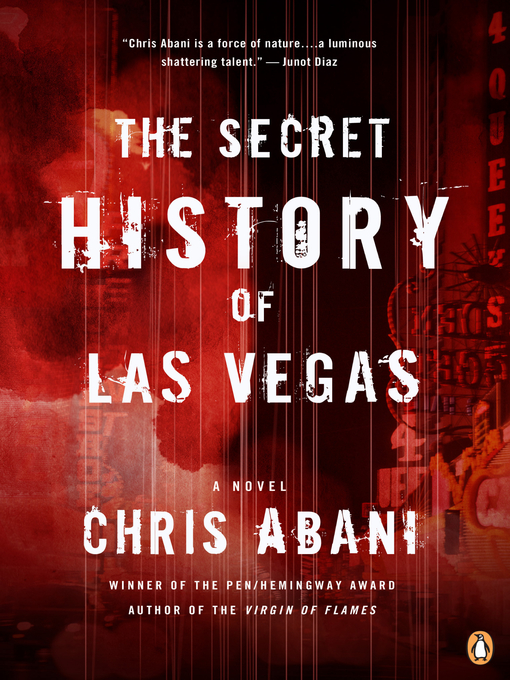 “Chris Abani is a force of nature....a luminous
shattering talent.” — Junot Diaz
THE SECRET
HISTORY
OF
LAS VEGAS
A NOVEL
CHRIS ABANI
WINNER OF THE PEN/HEMINGWAY AWARD
AUTHOR OF THE VIRGIN OF FLAMES
4 QUEENS